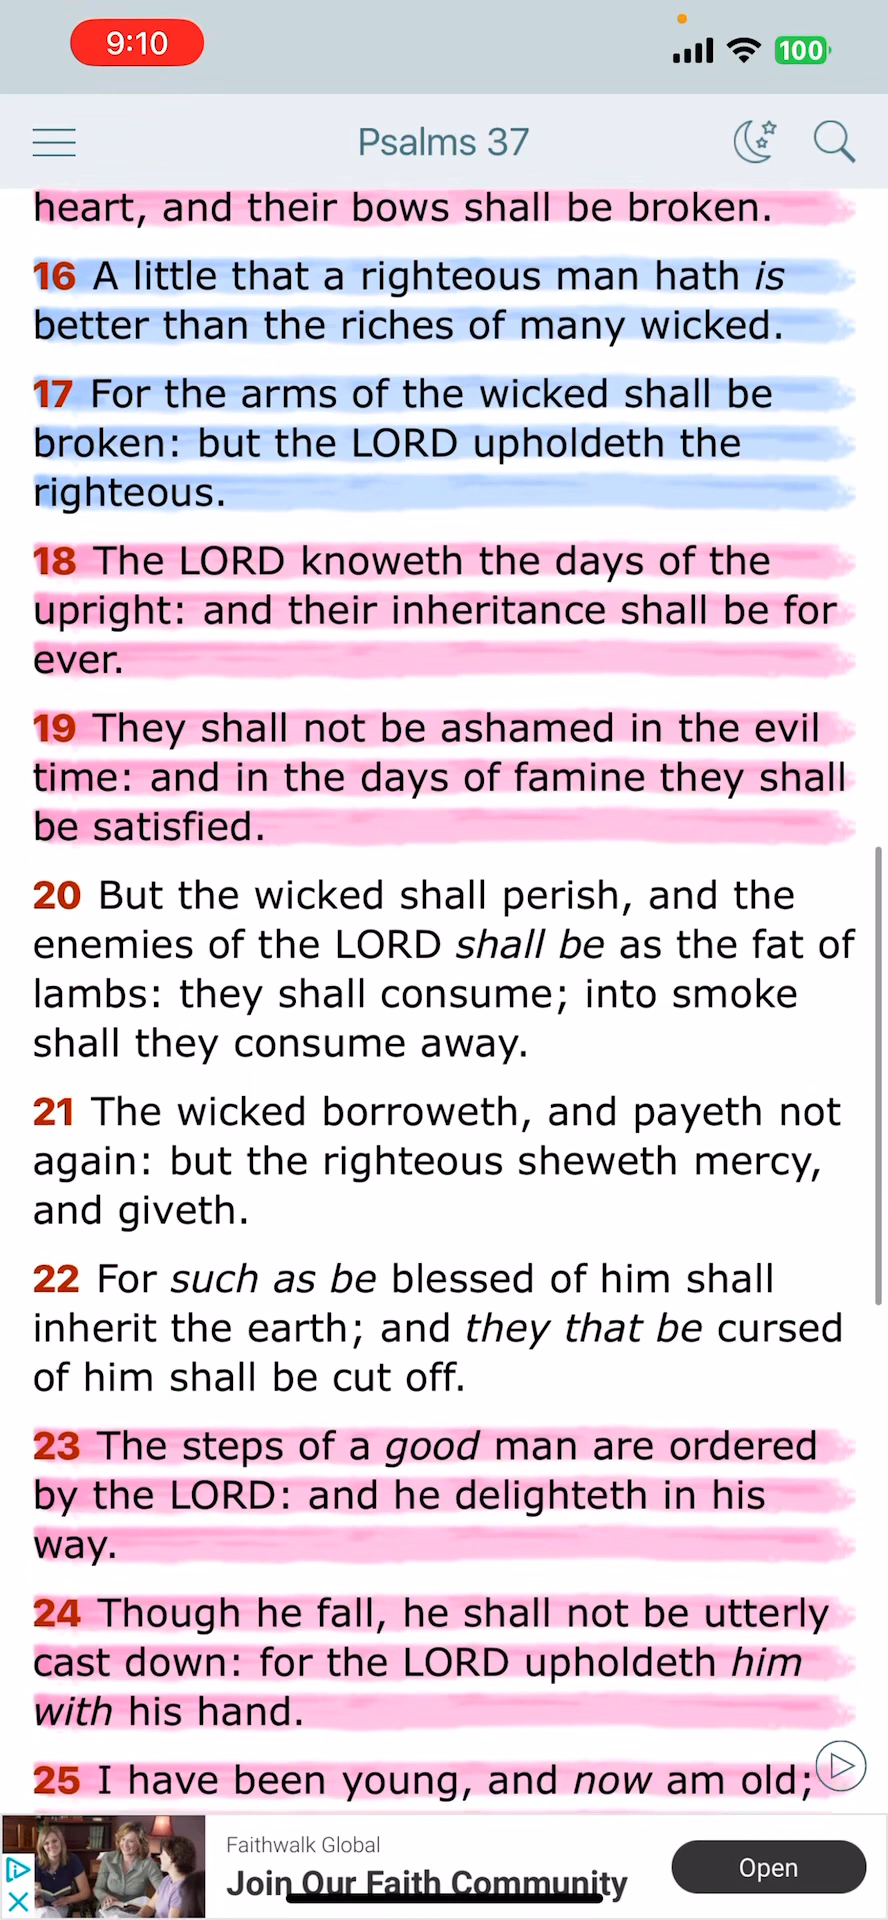 9:10
100
Psalms 37
heart, and their bows shall be broken.
16 A little that a righteous man hath is
better than the riches of many wicked.
17 For the arms of the wicked shall be
broken: but the LORD upholdeth the
righteous.
18 The LORD knoweth the days of the
upright: and their inheritance shall be for
ever.
19 They shall not be ashamed in the evil
time: and in the days of famine they shall
be satisfied.
20 But the wicked shall perish, and the
enemies of the LORD shall be as the fat of
lambs: they shall consume; into smoke
shall they consume away.
21 The wicked borroweth, and payeth not
again: but the righteous sheweth mercy,
and giveth.
22 For such as be blessed of him shall
inherit the earth; and they that be cursed
of him shall be cut off.
23 The steps of a good man are ordered
by the LORD: and he delighteth in his
way.
24 Though he fall, he shall not be utterly
cast down: for the LORD upholdeth him
with his hand.
25 I have been young, and now am old;
Faithwalk Global
Join Our Faith Community
Open